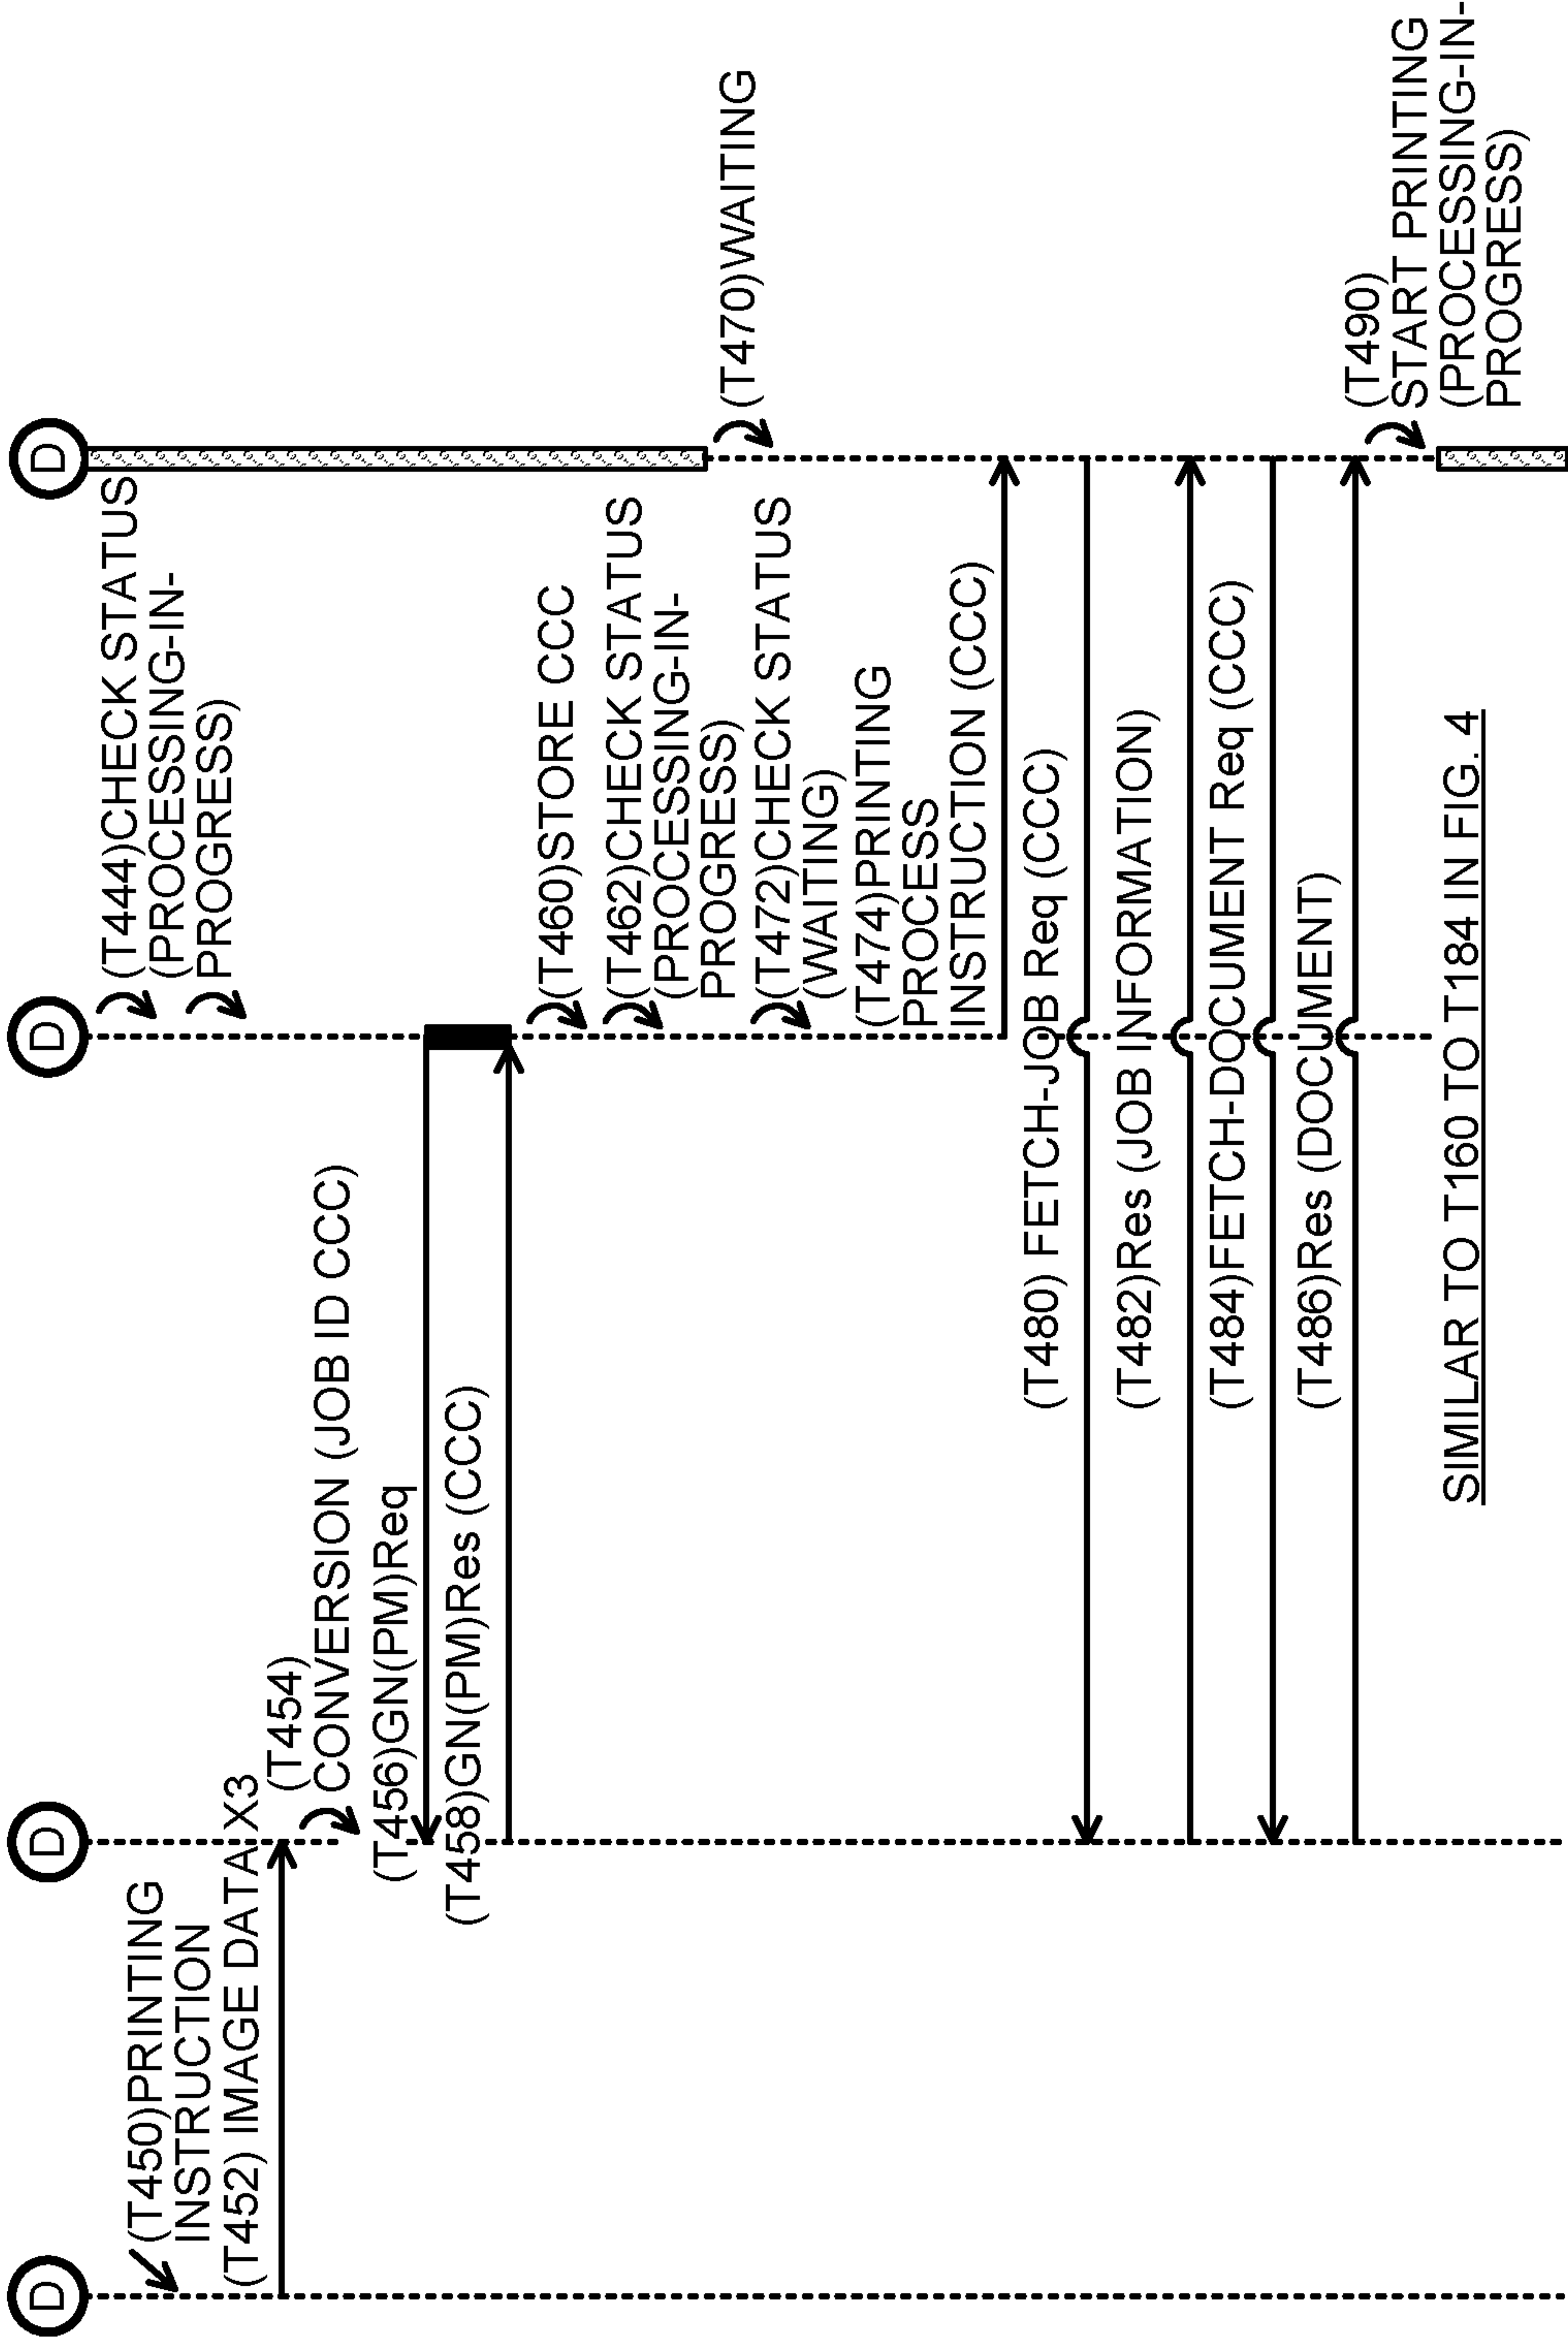 D
D
D
D
(T444)CHECK STATUS
(PROCESSING-IN-
PROGRESS)
(T450)PRINTING
INSTRUCTION
(T452) IMAGE DATA X3
(T454)
CONVERSION (JOB ID CCC)
(T456)GN(PM)Req
(T458)GN(PM)Res (CCC)
(T460)STORE CCC
(T462)CHECK STATUS
(PROCESSING-IN-
PROGRESS)
(T470)WAITING
(T472)CHECK STATUS
(WAITING)
(T474)PRINTING
PROCESS
INSTRUCTION (CCC)
(T480) FETCH-JOB Req (CCC)
(T482)Res (JOB INFORMATION)
(T484)FETCH-DOCUMENT Req (CCC)
(T486)Res (DOCUMENT)
(T490)
START PRINTING
(PROCESSING-IN-
PROGRESS)
SIMILAR TO T160 TO T184 IN FIG. 4